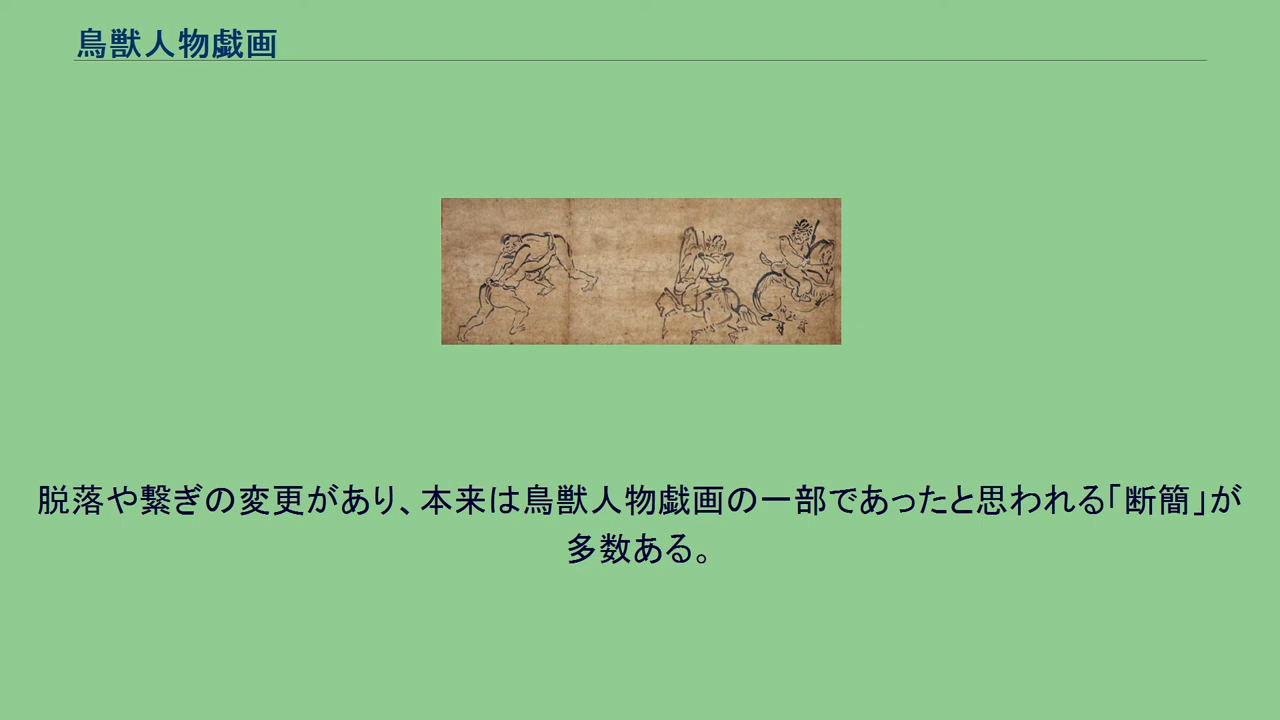 鳥獣人物戯画
脱落や繋ぎの変更があり、本来は鳥獣人物戯画の一部であったと思われる「断簡」が
多数ある。